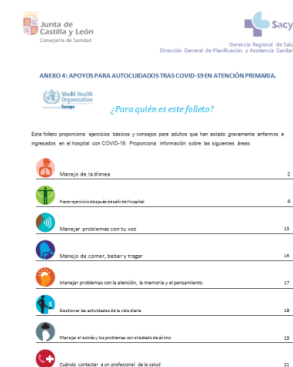 Junta de
Castilla y León
Consejería de Sanidad
Sacy
Gerencia Regional de Salu
Dirección General de Planificación y Asistencia Sanitar
ANEXO 4: APOYOS PARA AUTOCUIDADOS TRAS COVID-19 EN ATENCIÓN PRIMARIA.
World Health
Organization
Europe
¿Para quién es este folleto?
Este folleto proporciona ejercicios básicos y consejos para adultos que han estado gravemente enfermos e
ingresados en el hospital con COVID-19. Proporciona información sobre las siguientes áreas:
Manejo de la disnea 2
Hacer ejercicio después de salir de Hospital 4
Manejar problemas con tu voz 15
Manejo de comer, beber y tragar 16
Manejar problemas con la atención, la memoria y el pensamiento. 17
Gestionar las actividades de la vida diaria 18
Manejar el estrés y los problemas con el estado de ánimo 19
Cuándo contactar a un profesional de la salud 21